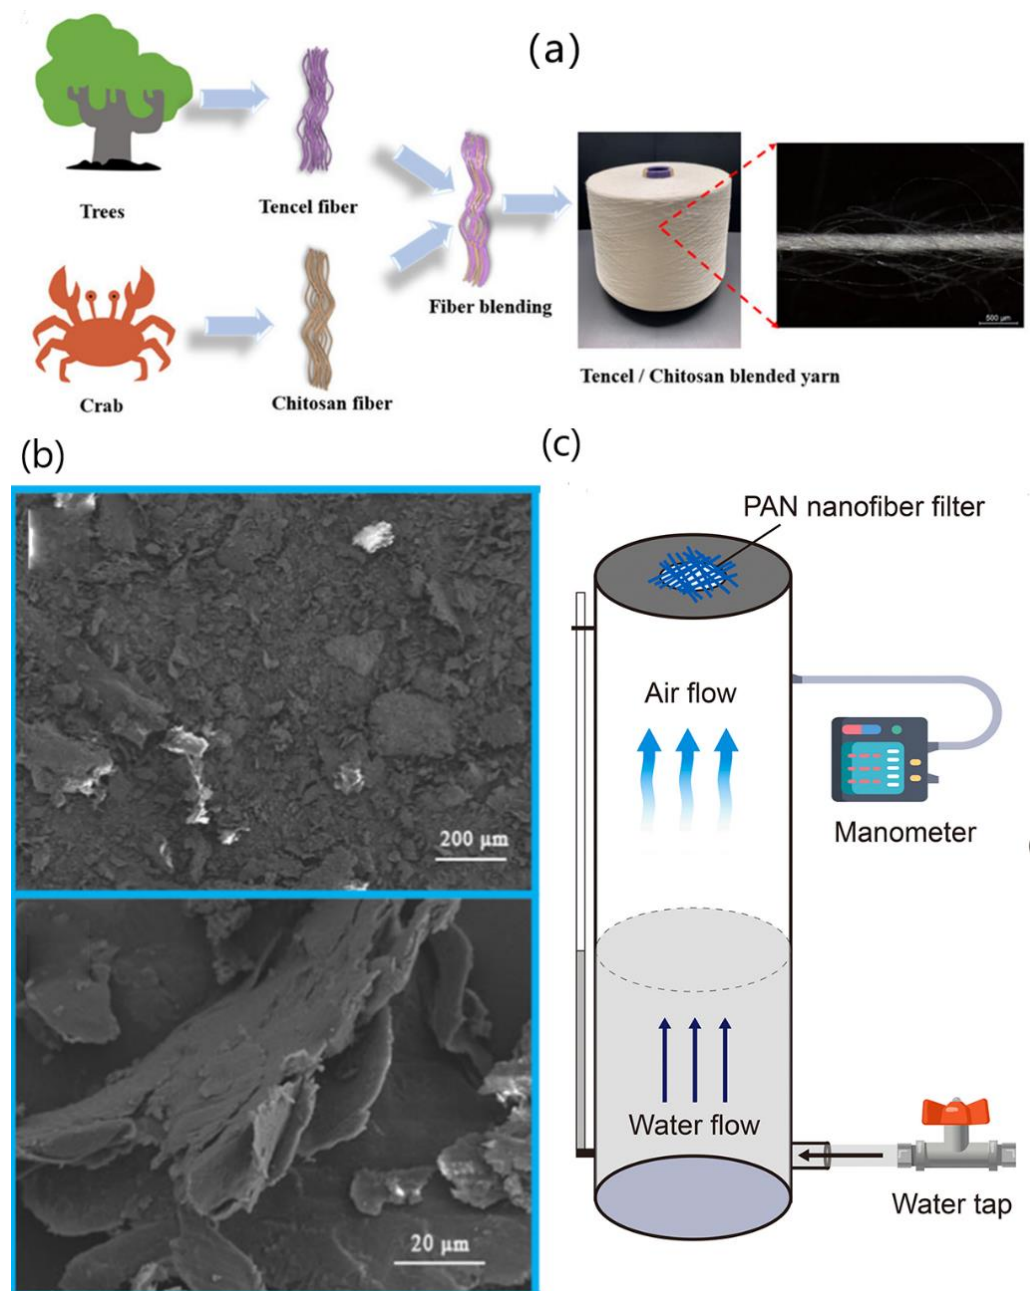 (a)
Trees
Tencel fiber
Crab
Chitosan fiber
Fiber blending
Tencel / Chitosan blended yarn
500 µm
(b)
200 µm
20 µm
(c)
PAN nanofiber filter
Air flow
Manometer
Water flow
Water tap